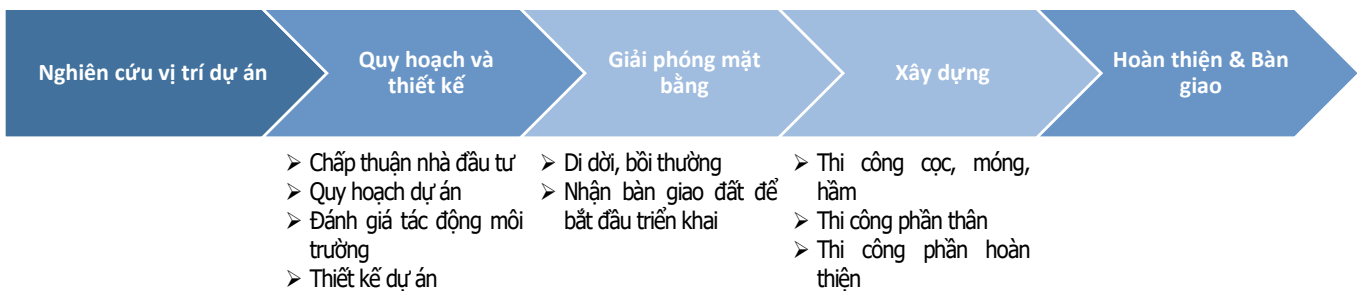 Nghiên cứu vị trí dự án
Quy hoạch và
thiết kế
Giải phóng mặt
bằng
Xây dựng
Hoàn thiện & Bàn
giao
➢ Chấp thuận nhà đầu tư
➢ Quy hoạch dự án
➢ Đánh giá tác động môi
trường
➢ Thiết kế dự án
➢ Di dời, bồi thường
➢ Nhận bàn giao đất để
bắt đầu triển khai
➢ Thi công cọc, móng,
hầm
➢ Thi công phần thân
➢ Thi công phần hoàn
thiện